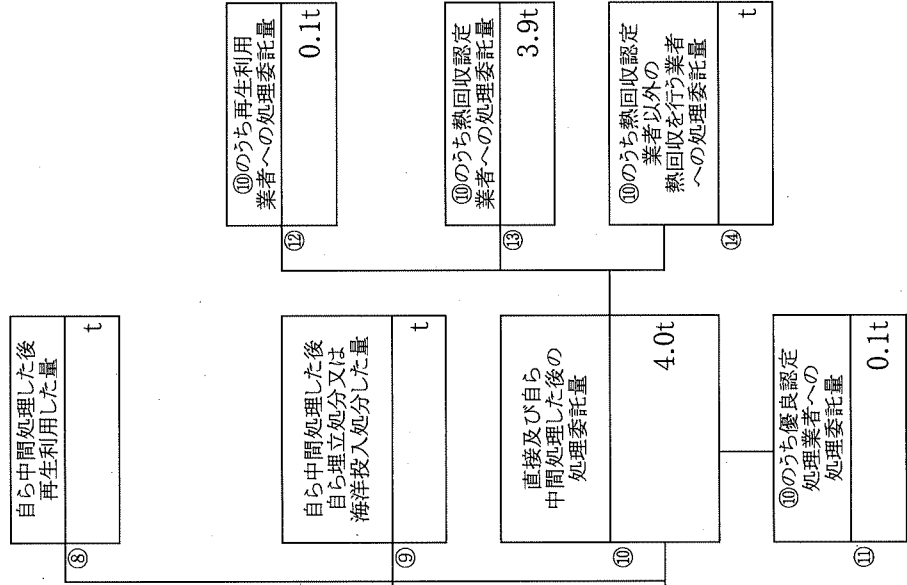 ⑧
自ら中間処理した後
再生利用した量
t
⑨
自ら中間処理した後
自ら埋立処分又は
海洋投入処分した量
t
⑩
直接及び自ら
中間処理した後の
処理委託量
4.0t
⑪
⑩のうち優良認定
処理業者への
処理委託量
0.1t
⑫
⑩のうち再生利用
業者への処理委託量
0.1t
⑬
⑩のうち熱回収認定
業者への処理委託量
3.9t
⑭
⑩のうち熱回収認定
業者以外の
熱回収を行う業者
への処理委託量
t